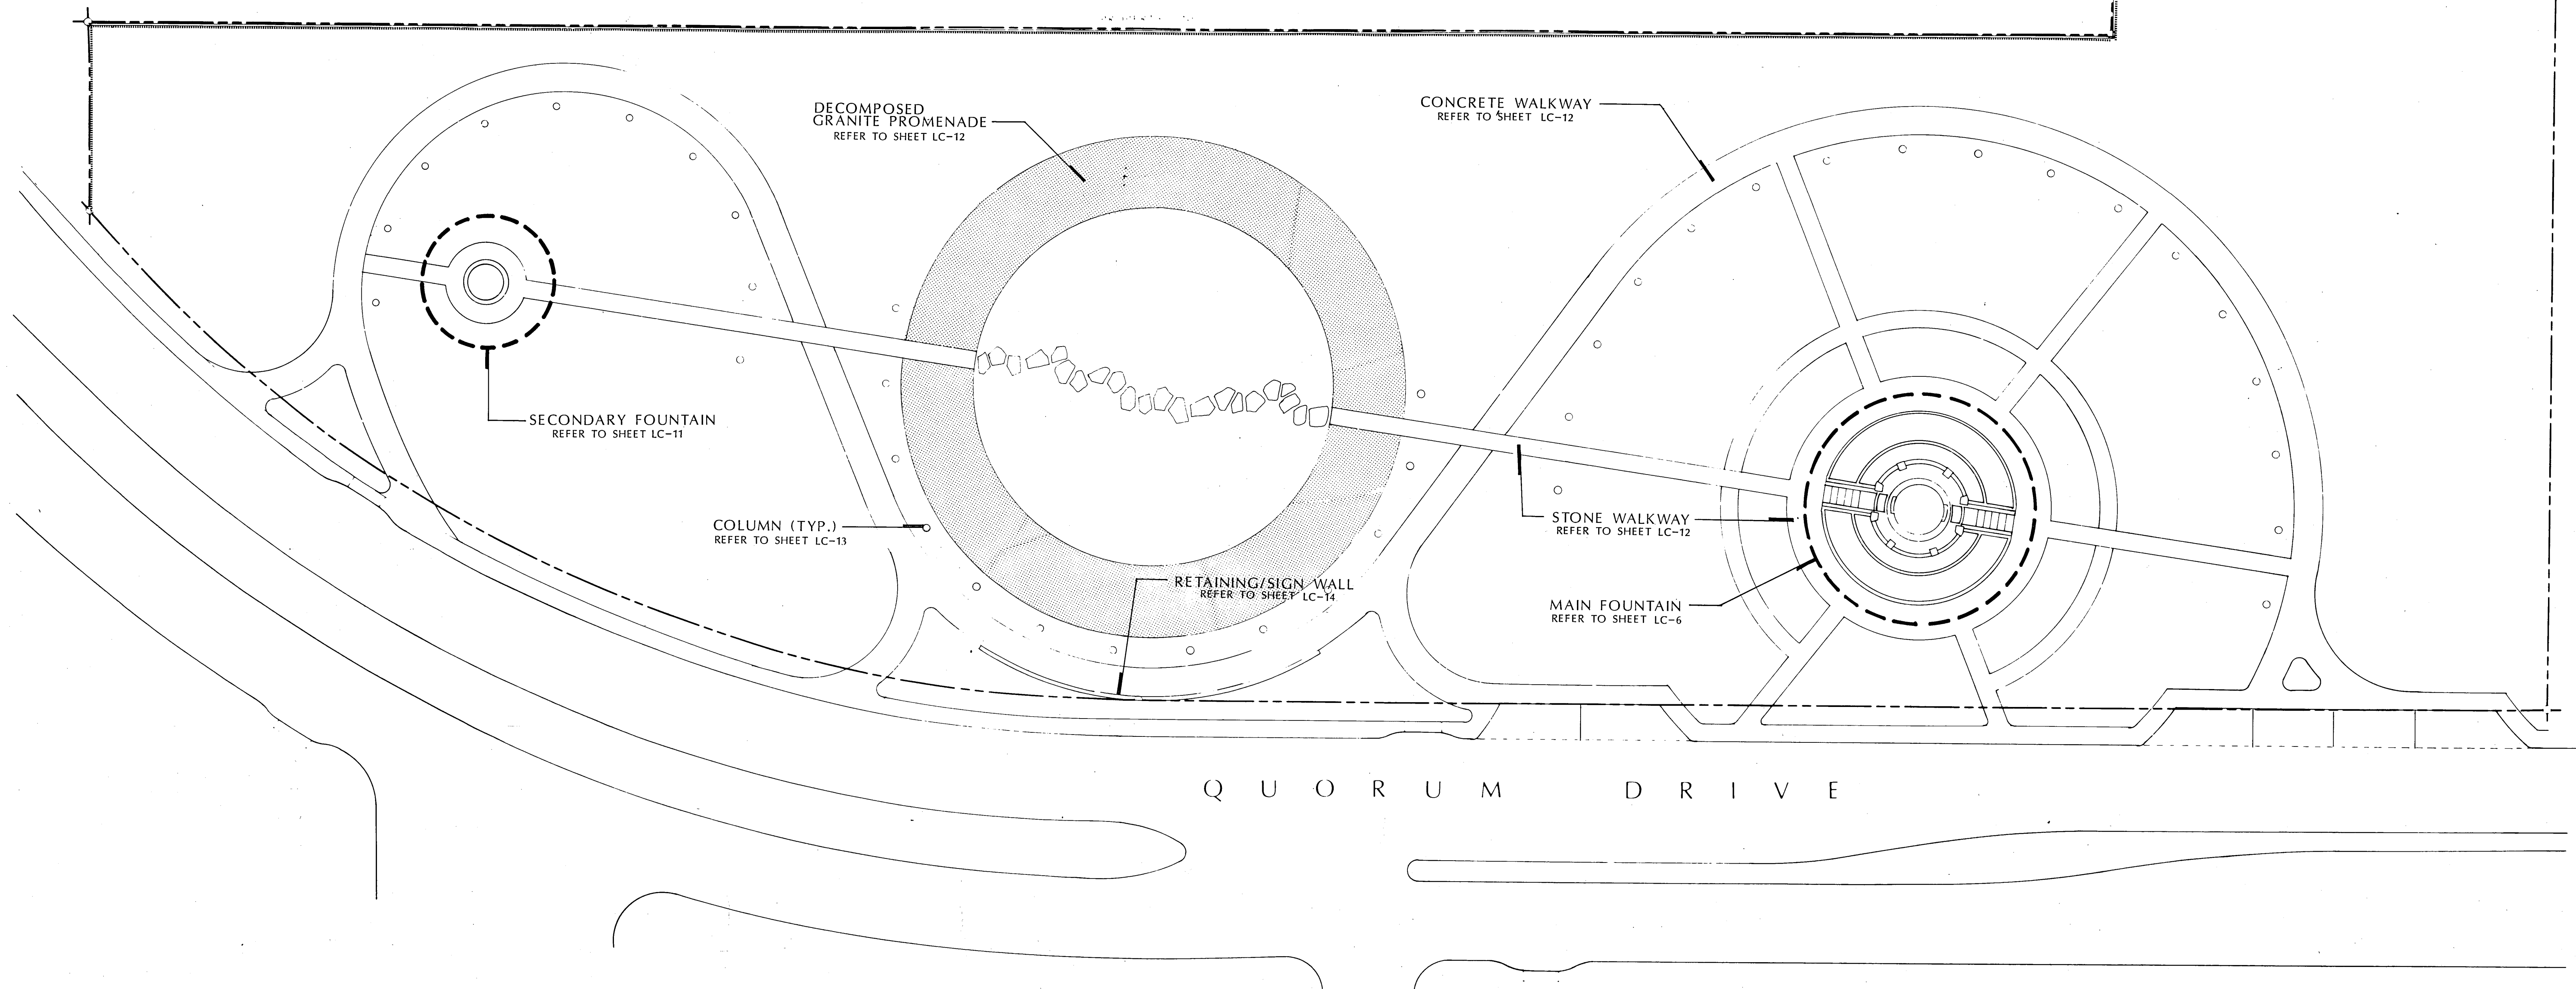 DECOMPOSED
GRANITE PROMENADE
REFER TO SHEET LC-12
CONCRETE WALKWAY
REFER TO SHEET LC-12
SECONDARY FOUNTAIN
REFER TO SHEET LC-11
COLUMN (TYP.)
REFER TO SHEET LC-13
STONE WALKWAY
REFER TO SHEET LC-12
RETAINING/SIGN WALL
REFER TO SHEET LC-14
MAIN FOUNTAIN
REFER TO SHEET LC-6
QUORUM DRIVE